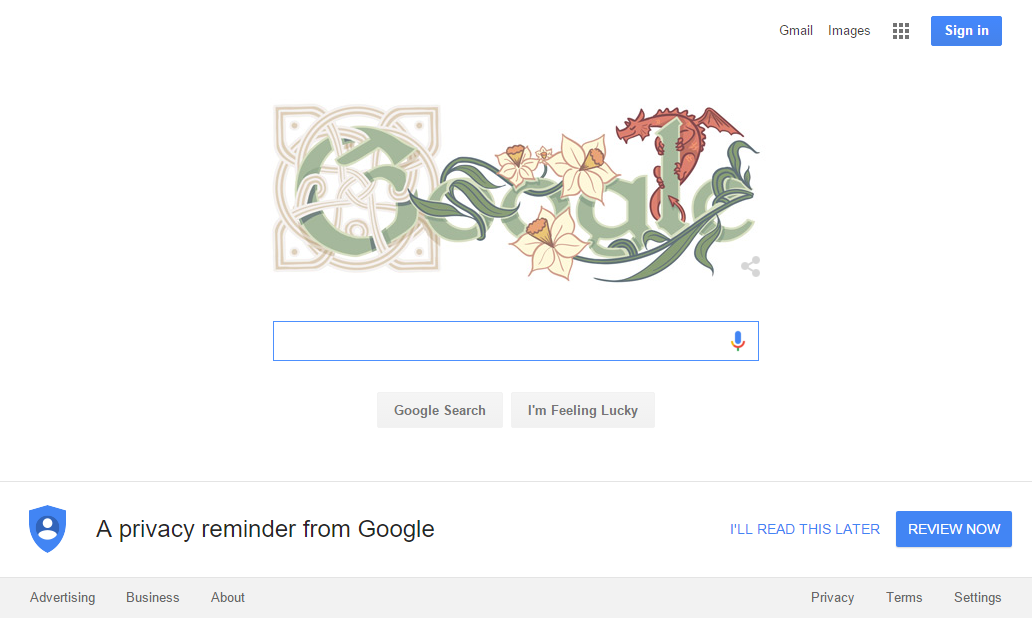 Gmail Images Sign in
Google
Google Search I'm Feeling Lucky
A privacy reminder from Google I'LL READ THIS LATER REVIEW NOW
Advertising Business About Privacy Terms Settings